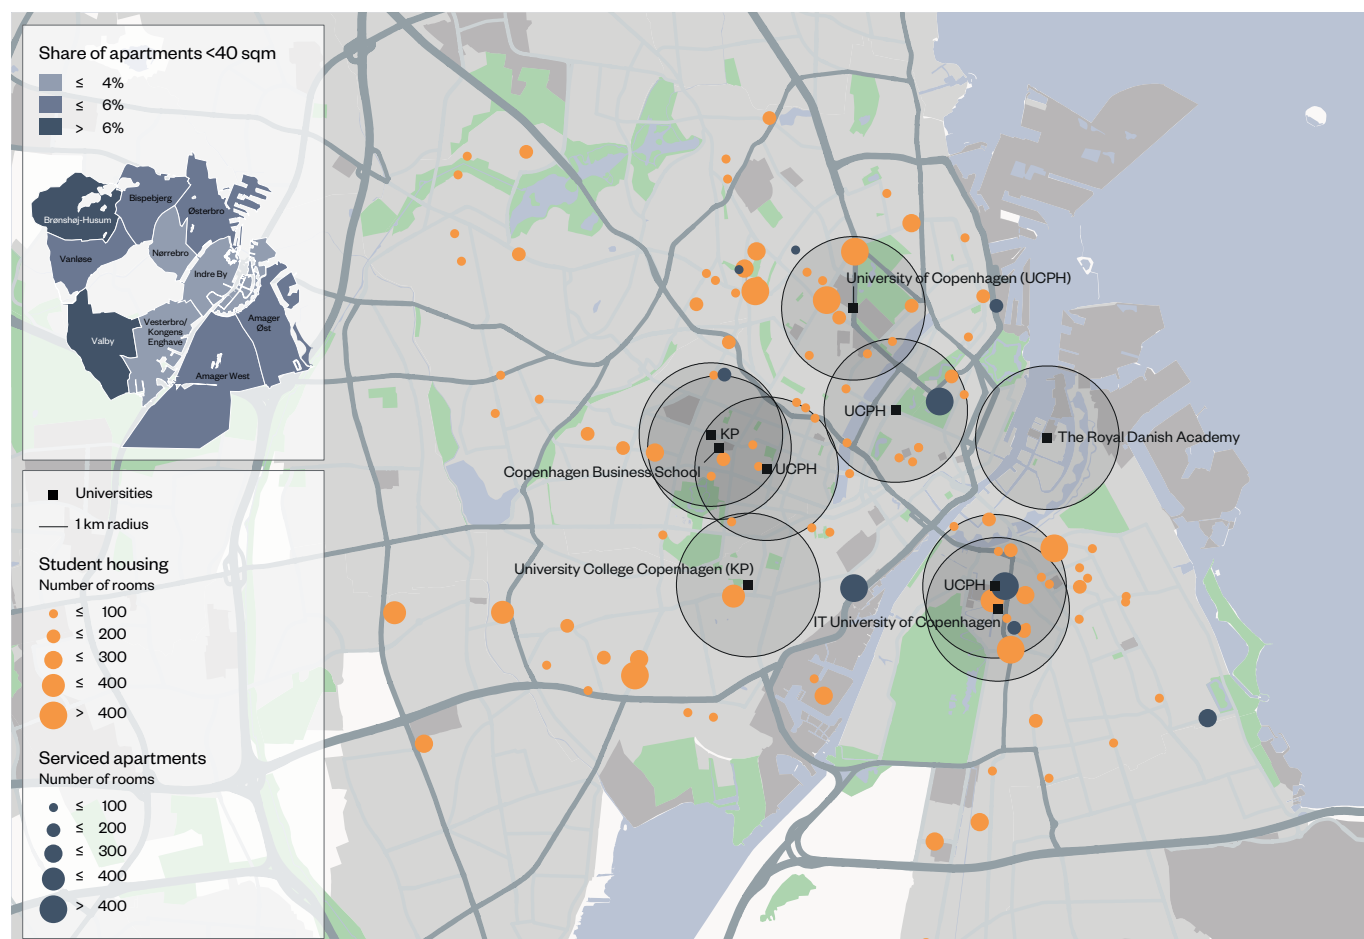 Share of apartments <40 sqm
≤ 4%
≤ 6%
> 6%
Bispebjerg
Østerbro
Brønshøj-Husum
Nørrebro
Vanløse
Indre By
Vesterbro/
Kongens
Enghave
Amager
Øst
Valby
Amager West
Universities
1 km radius
Student housing
Number of rooms
≤ 100
≤ 200
≤ 300
≤ 400
> 400
Serviced apartments
Number of rooms
≤ 100
≤ 200
≤ 300
≤ 400
> 400
University of Copenhagen (UCPH)
UCPH
The Royal Danish Academy
KP
Copenhagen Business School
UCPH
University College Copenhagen (KP)
UCPH
IT University of Copenhagen